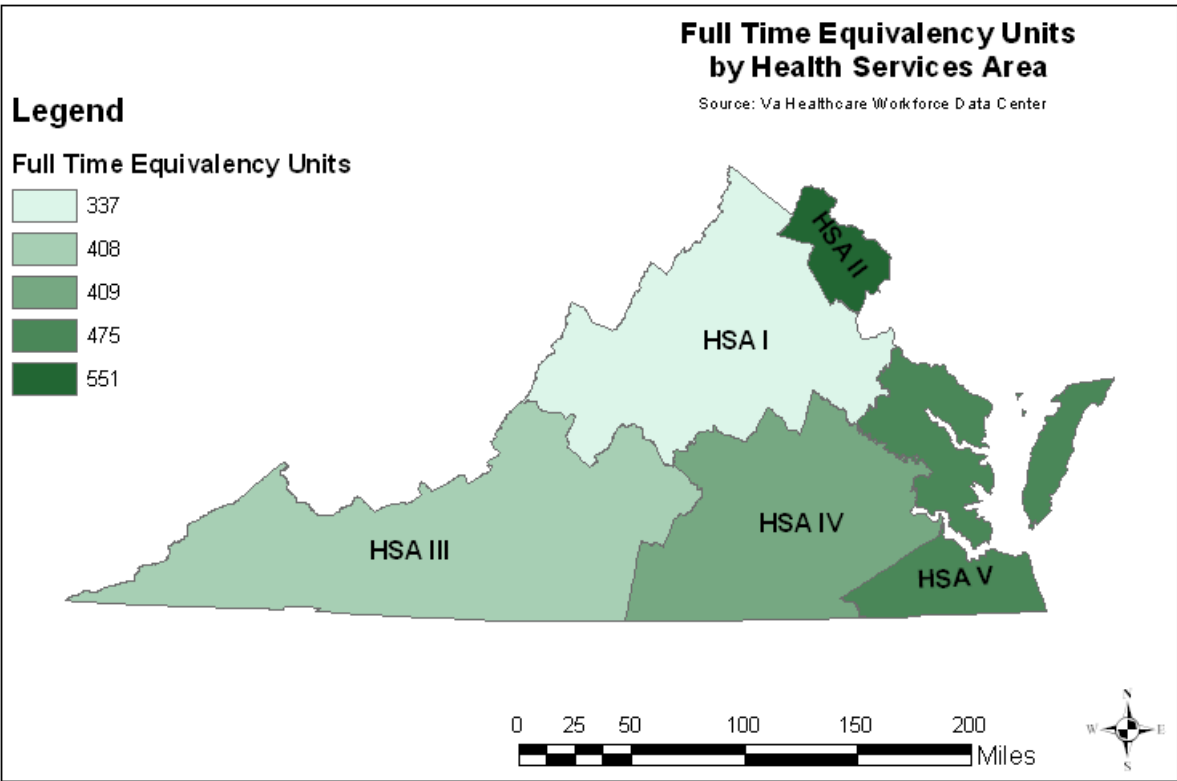 Full Time Equivalency Units
by Health Services Area
Source: Va Healthcare Workforce Data Center
Legend
Full Time Equivalency Units
337
408
409
475
551
HSA II
HSA I
HSA III
HSA IV
HSA V
0 25 50 100 150 200
Miles
N
W E
S